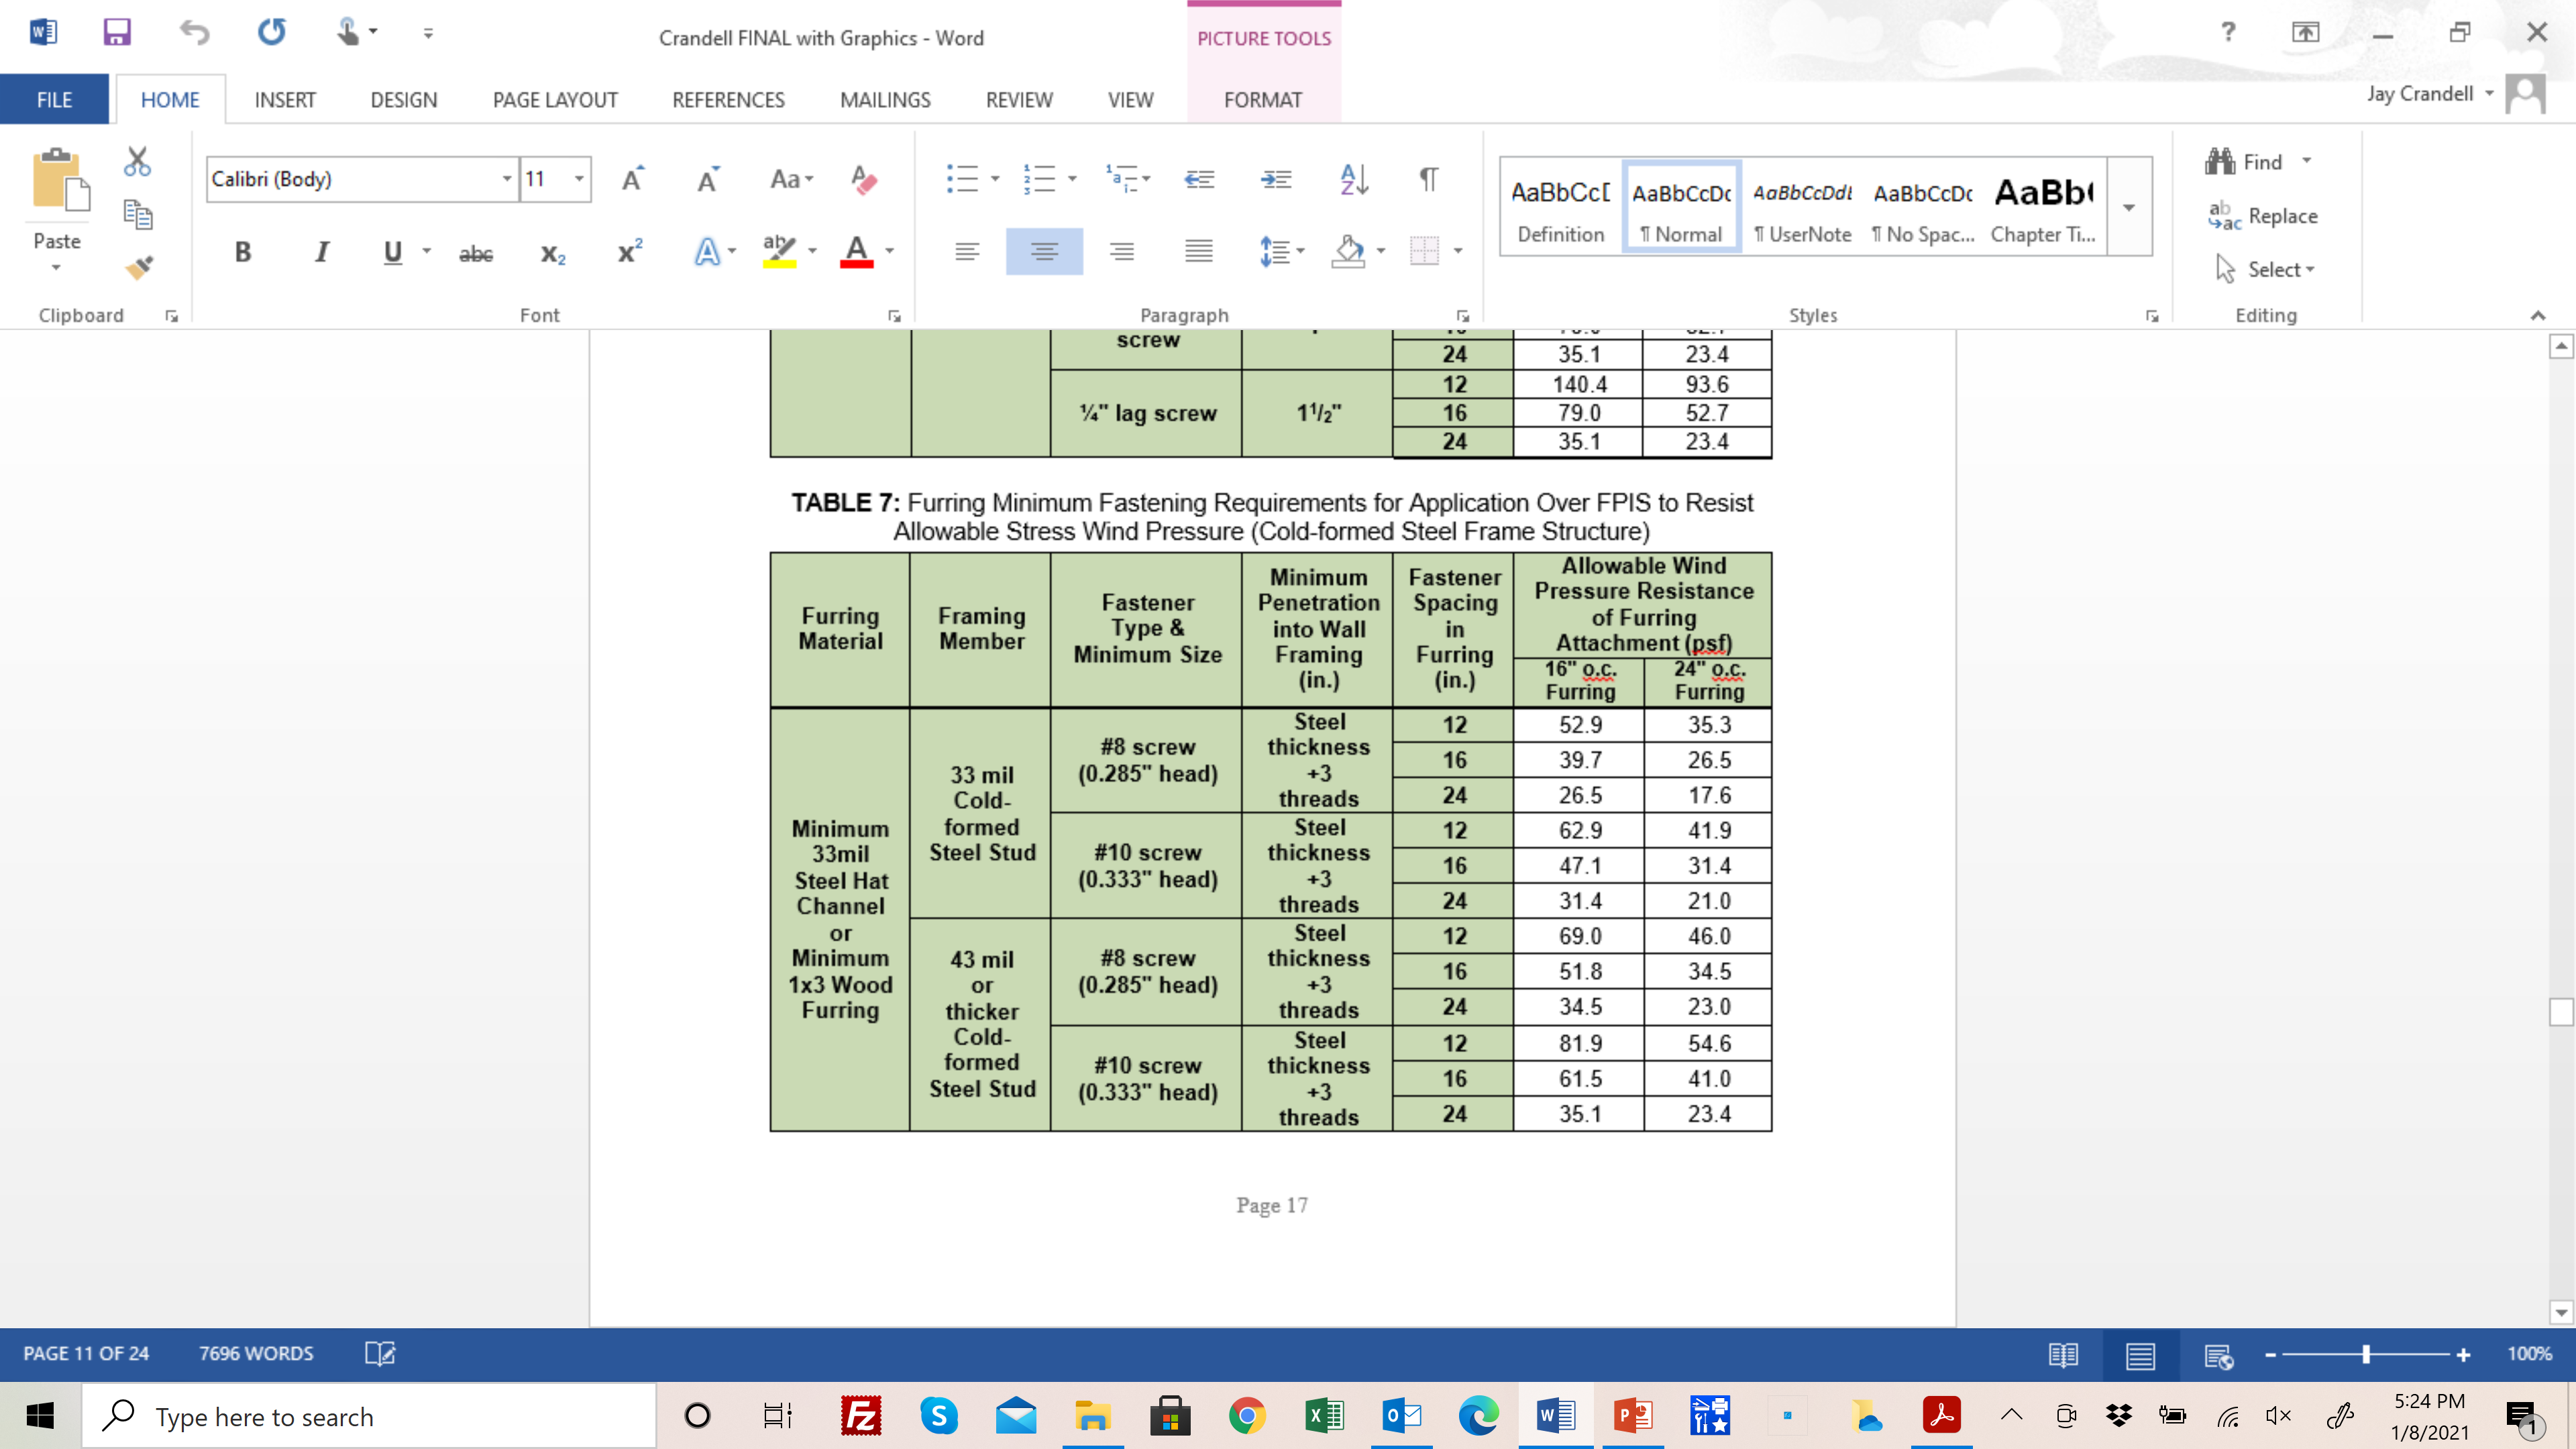 Crandell FINAL with Graphics - Word
PICTURE TOOLS
?
FILE
HOME
INSERT
DESIGN
PAGE LAYOUT
REFERENCES
MAILINGS
REVIEW
VIEW
FORMAT
Jay Crandell
Paste
Clipboard
Calibri (Body)
11
Font
Paragraph
AaBbCcD AaBbCcDc AaBbCcDdE AaBbCcDc AaBb(
Definition ¶ Normal ¶ UserNote ¶ No Spac... Chapter Ti...
Styles
Find
Replace
Select
Editing
screw
24 35.1 23.4
12 140.4 93.6
¼" lag screw 1¹/₂" 16 79.0 52.7
24 35.1 23.4
TABLE 7: Furring Minimum Fastening Requirements for Application Over FPIS to Resist
Allowable Stress Wind Pressure (Cold-formed Steel Frame Structure)
Furring
Material
Framing
Member
Fastener
Type &
Minimum Size
Minimum
Penetration
into Wall
Framing
(in.)
Fastener
Spacing
in
Furring
(in.)
Allowable Wind
Pressure Resistance
of Furring
Attachment (psf)
16" o.c.
Furring
24" o.c.
Furring
Minimum
33mil
Steel Hat
Channel
or
Minimum
1x3 Wood
Furring
33 mil
Cold-
formed
Steel Stud
#8 screw
(0.285" head)
Steel
thickness
+3
threads
12 52.9 35.3
16 39.7 26.5
24 26.5 17.6
#10 screw
(0.333" head)
Steel
thickness
+3
threads
12 62.9 41.9
16 47.1 31.4
24 31.4 21.0
43 mil
or
thicker
Cold-
formed
Steel Stud
#8 screw
(0.285" head)
Steel
thickness
+3
threads
12 69.0 46.0
16 51.8 34.5
24 34.5 23.0
#10 screw
(0.333" head)
Steel
thickness
+3
threads
12 81.9 54.6
16 61.5 41.0
24 35.1 23.4
Page 17
PAGE 11 OF 24
7696 WORDS
100%
Type here to search
5:24 PM
1/8/2021
1